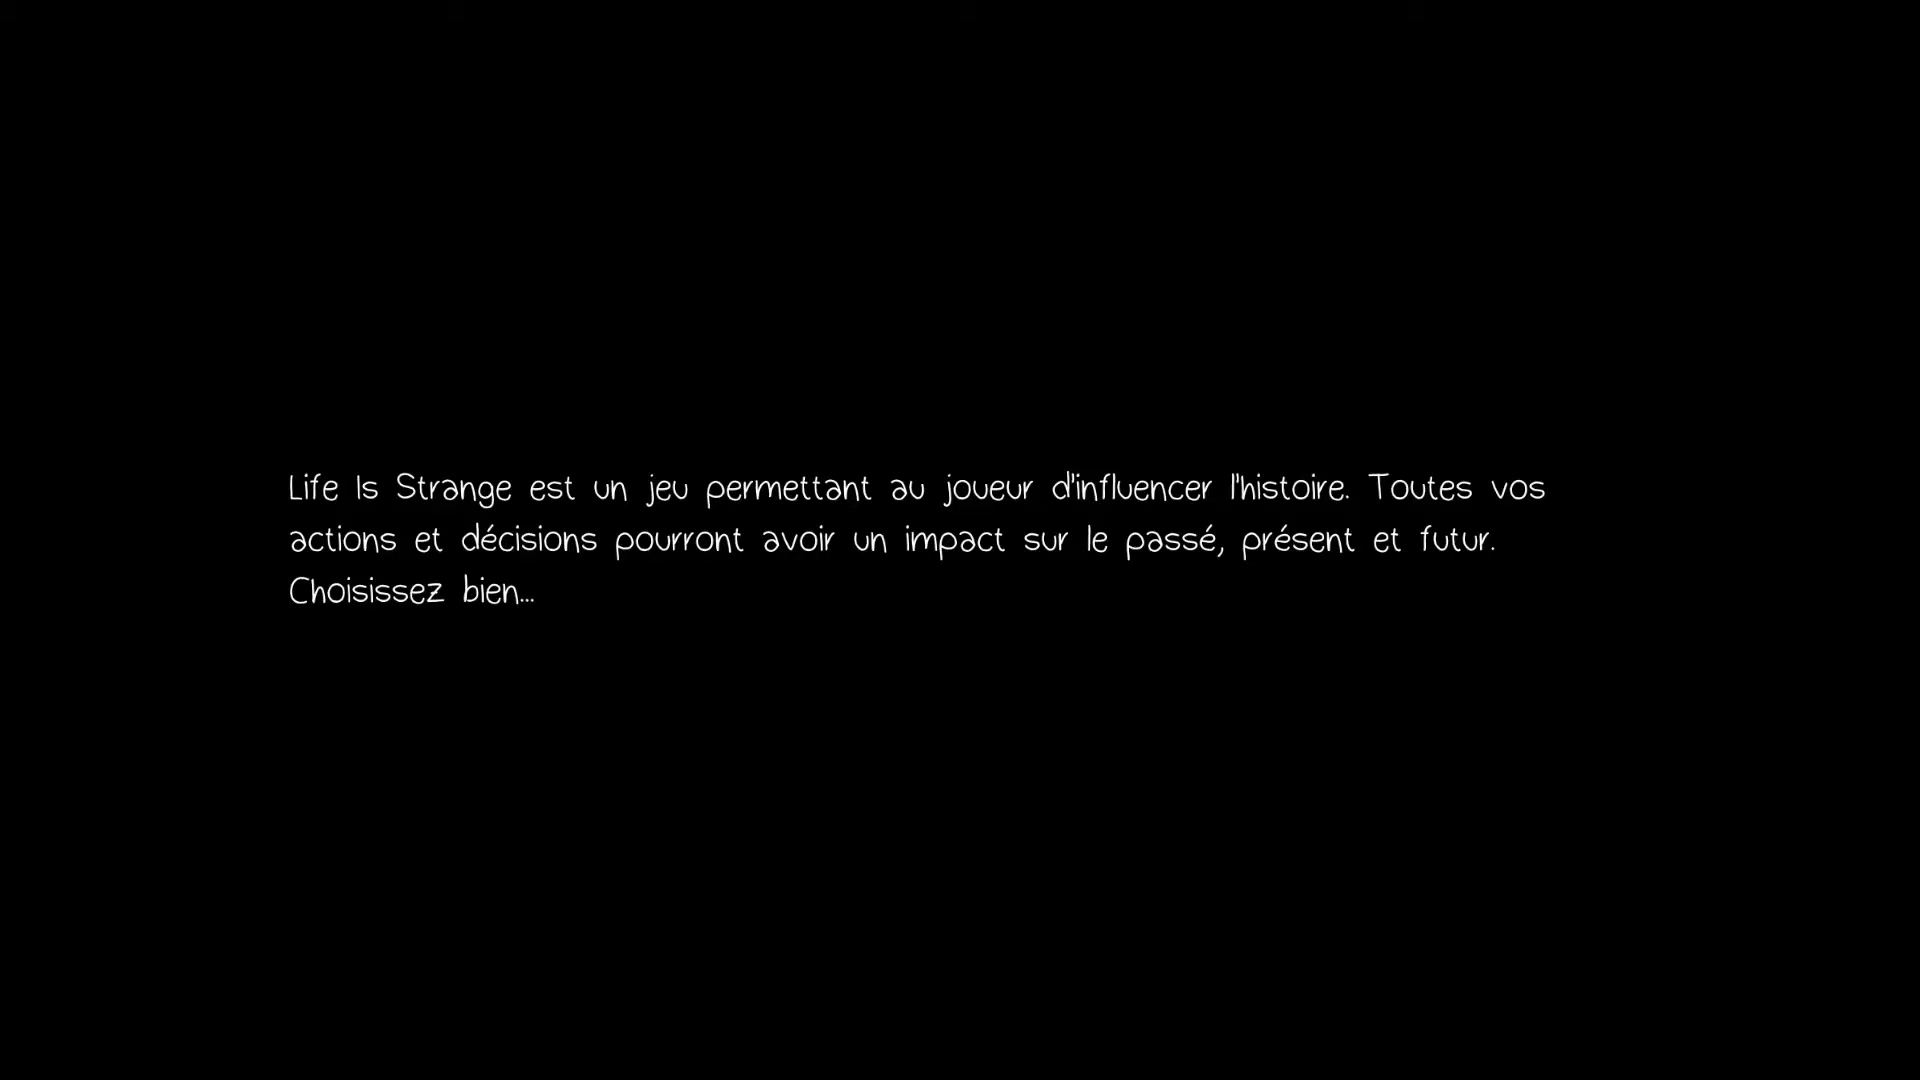 Life Is Strange est un jeu permettant au joueur d'influencer l'histoire. Toutes vos
actions et décisions pourront avoir un impact sur le passé, présent et futur.
Choisissez bien...